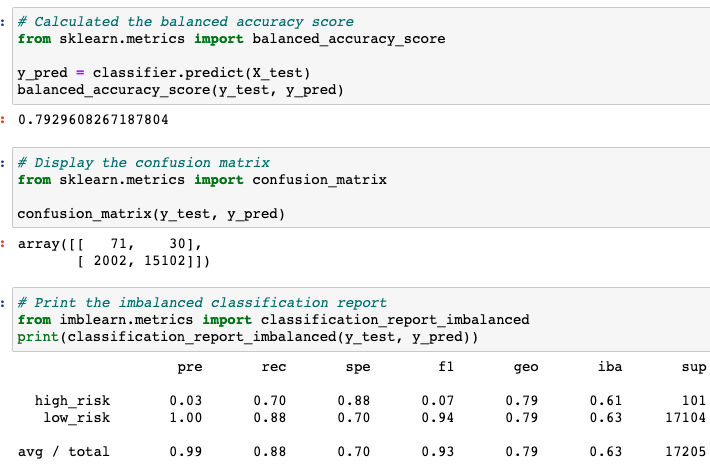 : # Calculated the balanced accuracy score
from sklearn.metrics import balanced_accuracy_score
y_pred = classifier.predict(X_test)
balanced_accuracy_score(y_test, y_pred)
: 0.7929608267187804
: # Display the confusion matrix
from sklearn.metrics import confusion_matrix
confusion_matrix(y_test, y_pred)
: array([[   71,    30],
       [ 2002, 15102]])
: # Print the imbalanced classification report
from imblearn.metrics import classification_report_imbalanced
print(classification_report_imbalanced(y_test, y_pred))
pre rec spe f1 geo iba sup
high_risk 0.03 0.70 0.88 0.07 0.79 0.61 101
low_risk 1.00 0.88 0.70 0.94 0.79 0.63 17104
avg / total 0.99 0.88 0.70 0.93 0.79 0.63 17205